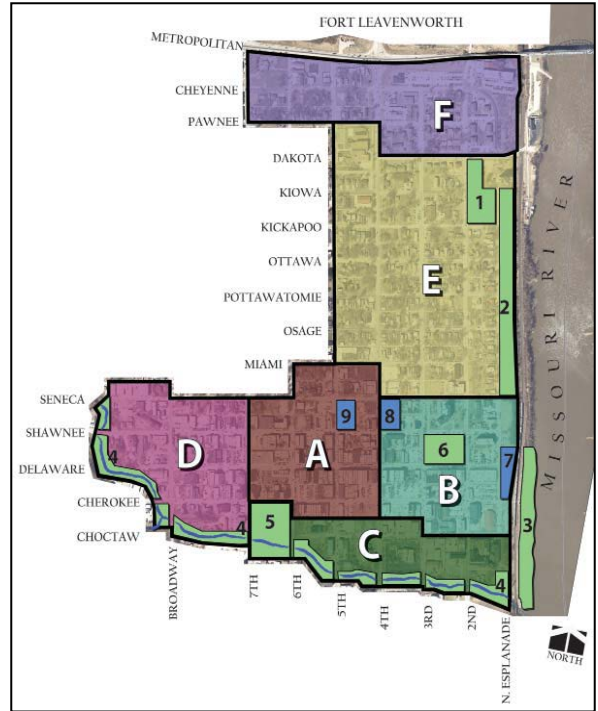 FORT LEAVENWORTH
METROPOLITAN
CHEYENNE
PAWNEE
F
DAKOTA
KIOWA
KICKAPOO
OTTAWA
POTTAWATOMIE
OSAGE
MIAMI
1
E
2
MISSOURI RIVER
SENECA
SHAWNEE
DELAWARE
CHEROKEE
CHOCTAW
4
D
9
A
8
6
B
7
3
4
5
C
4
BROADWAY
7TH
6TH
5TH
4TH
3RD
2ND
N. ESPLANADE
NORTH